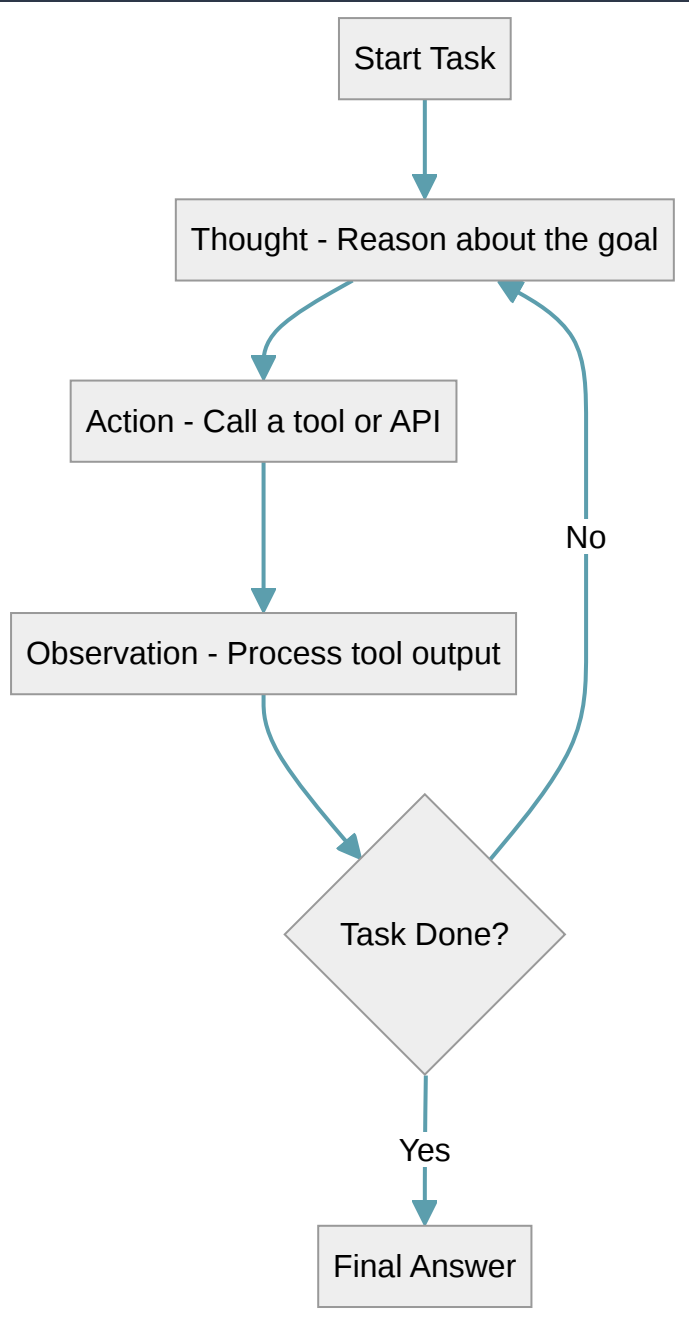 Start Task
Thought - Reason about the goal
Action - Call a tool or API
No
Observation - Process tool output
Task Done?
Yes
Final Answer